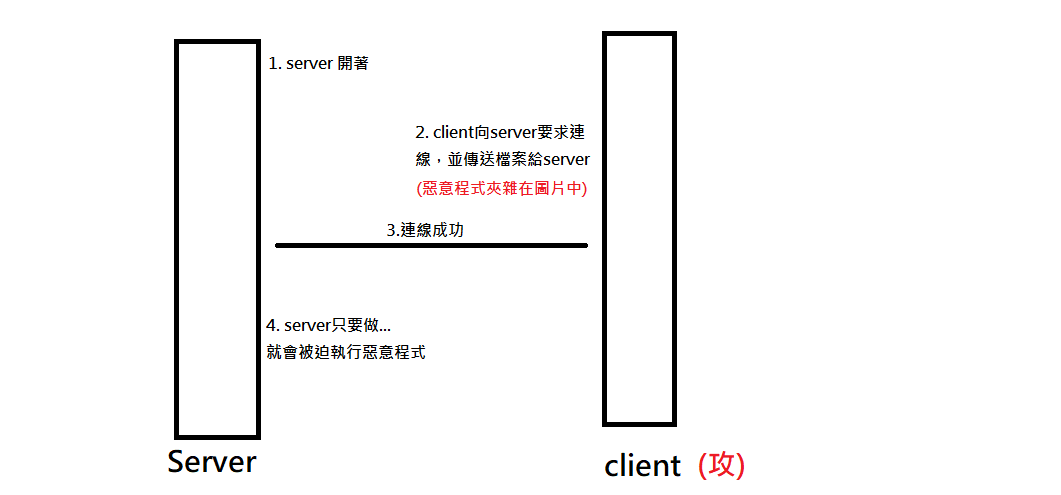 1. server 開著
2. client向server要求連
線，並傳送檔案給server
(惡意程式夾雜在圖片中)
3.連線成功
4. server只要做...
就會被迫執行惡意程式
Server
client (攻)